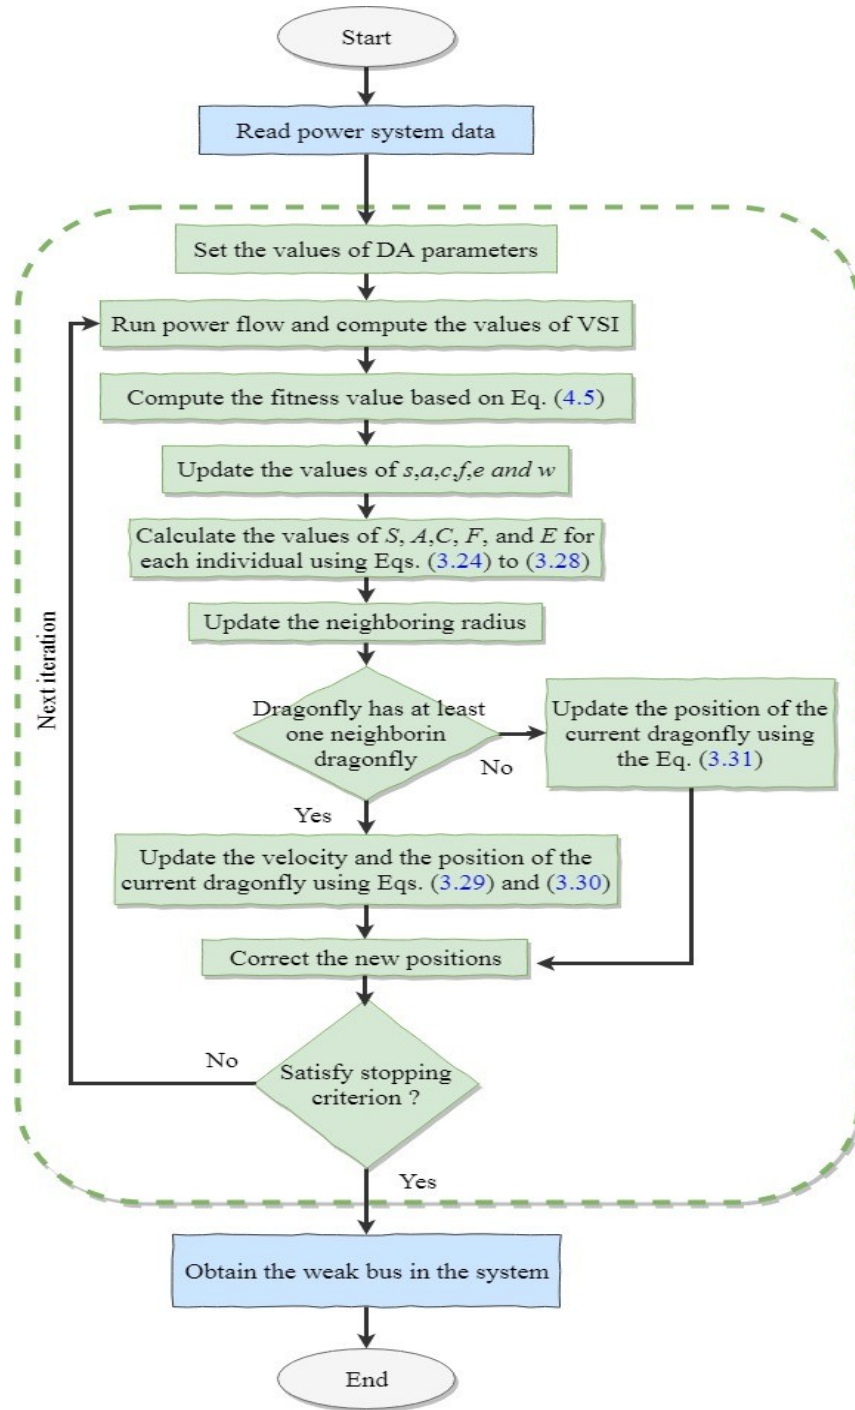 Start
Read power system data
Set the values of DA parameters
Run power flow and compute the values of VSI
Compute the fitness value based on Eq. (4.5)
Update the values of s,a,c,f,e and w
Calculate the values of S, A,C, F, and E for
each individual using Eqs. (3.24) to (3.28)
Update the neighboring radius
Next iteration
Dragonfly has at least
one neighborin
dragonfly
No
Update the position of the
current dragonfly using
the Eq. (3.31)
Yes
Update the velocity and the position of the
current dragonfly using Eqs. (3.29) and (3.30)
Correct the new positions
No
Satisfy stopping
criterion ?
Yes
Obtain the weak bus in the system
End